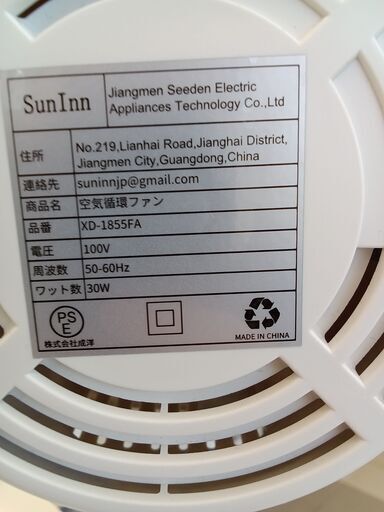 SunInn
Jiangmen Seeden Electric
Appliances Technology Co.,Ltd
住所
No.219,Lianhai Road,Jianghai District,
Jiangmen City,Guangdong,China
連絡先 suninnjp@gmail.com
商品名 空気循環ファン
品番 XD-1855FA
電圧 100V
周波数 50-60Hz
ワット数 30W
PS
E
株式会社成洋
MADE IN CHINA